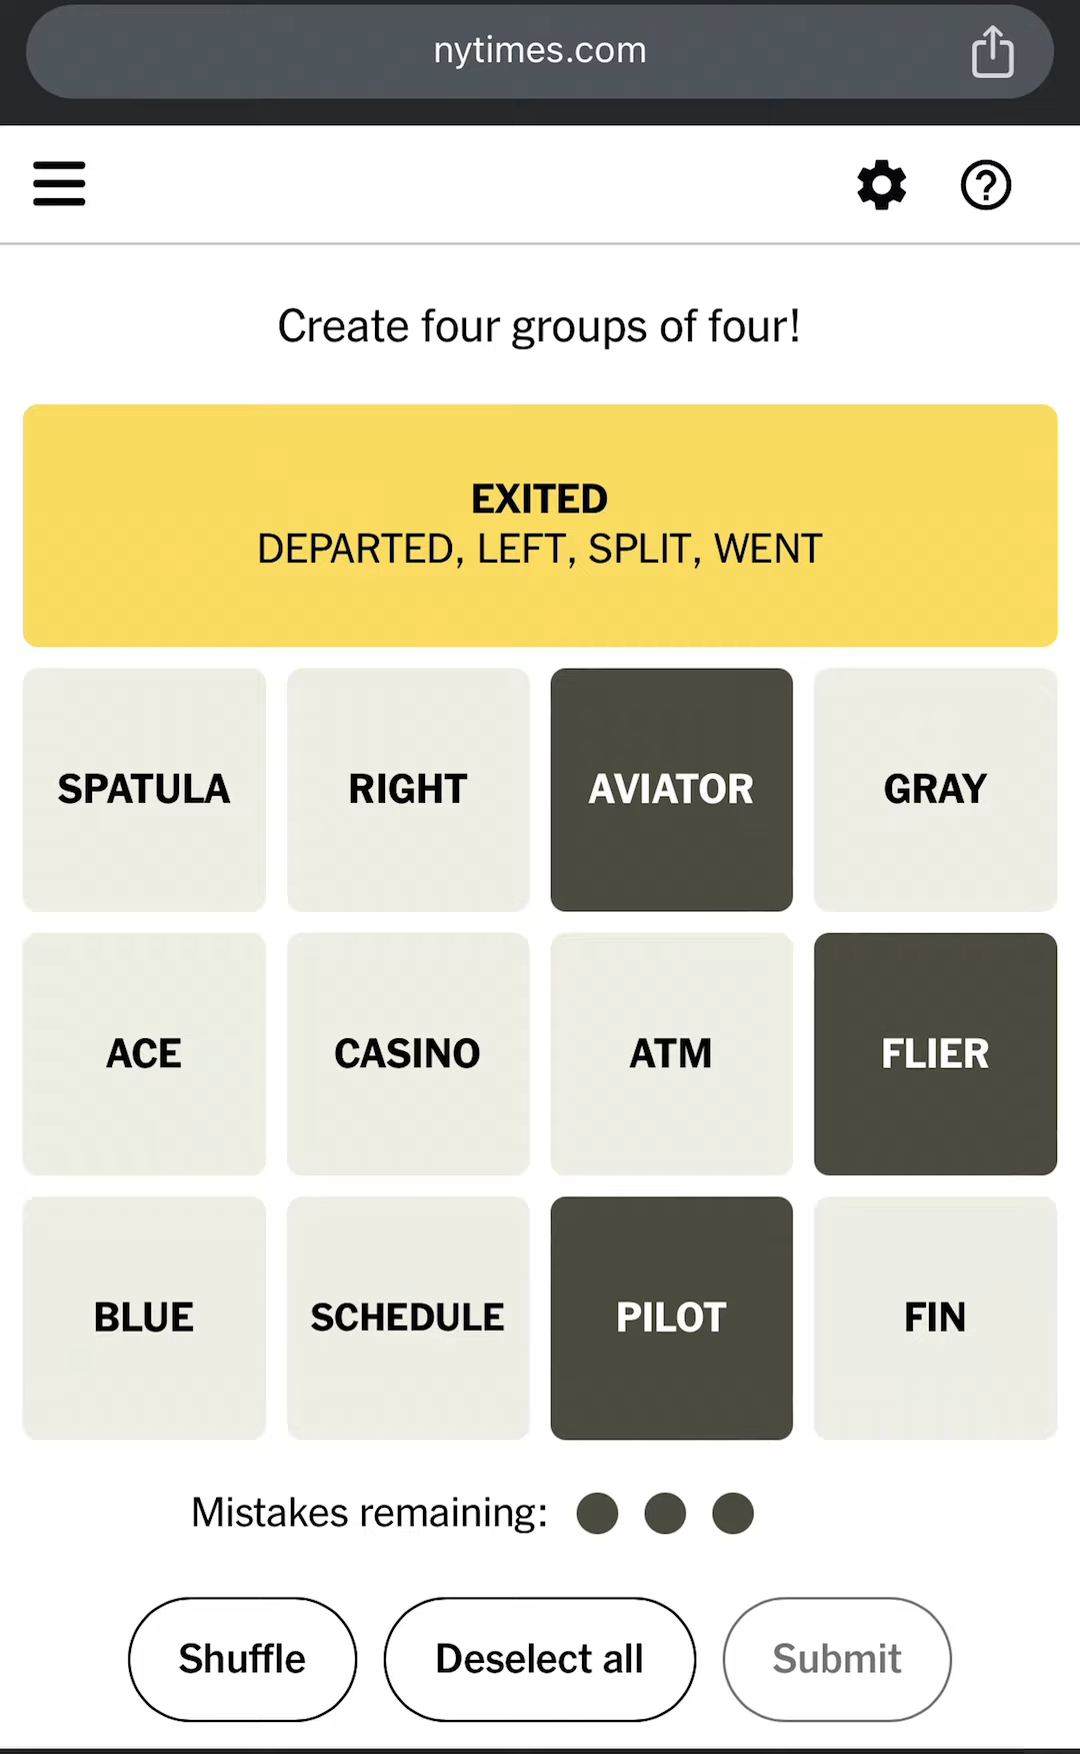 nytimes.com
Create four groups of four!
EXITED
DEPARTED, LEFT, SPLIT, WENT
SPATULA RIGHT AVIATOR GRAY
ACE CASINO ATM FLIER
BLUE SCHEDULE PILOT FIN
Mistakes remaining:
Shuffle Deselect all Submit